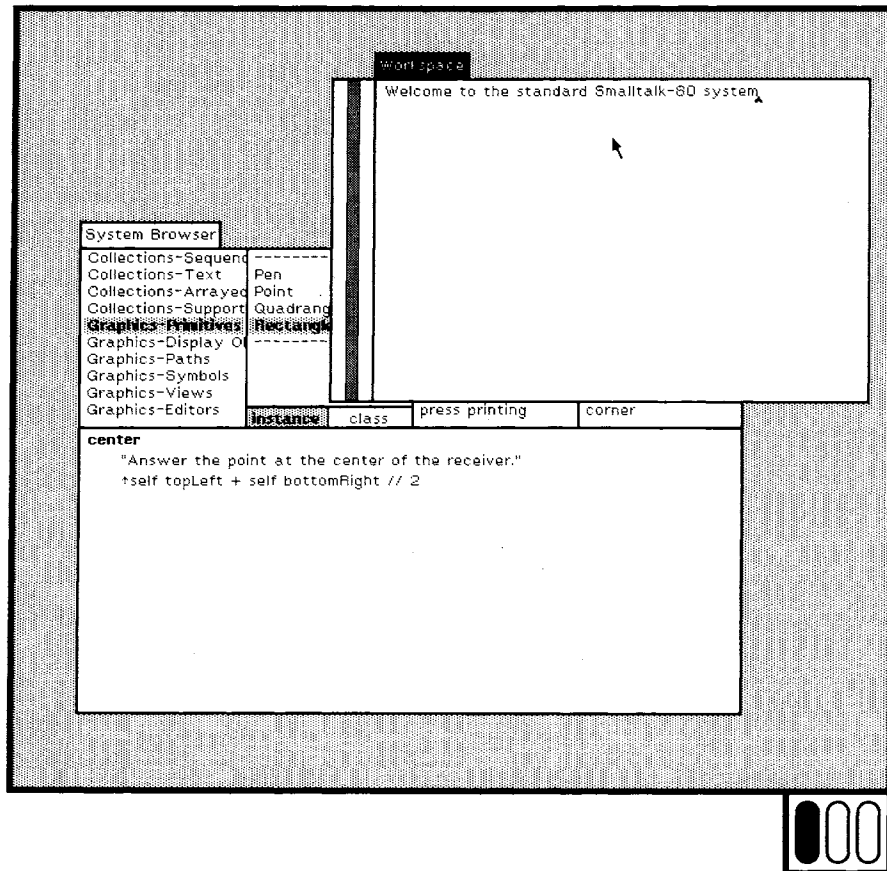 Workspace
Welcome to the standard Smalltalk-80 system
System Browser
Collections-Sequenc
Collections-Text
Collections-Arrayed
Collections-Support
Graphics-Primitives
Graphics-Display Ob
Graphics-Paths
Graphics-Symbols
Graphics-Views
Graphics-Editors
----------
Pen
Point
Quadrang
Rectangle
----------
instance
class
press printing
corner
center
"Answer the point at the center of the receiver."
↑self topLeft + self bottomRight // 2